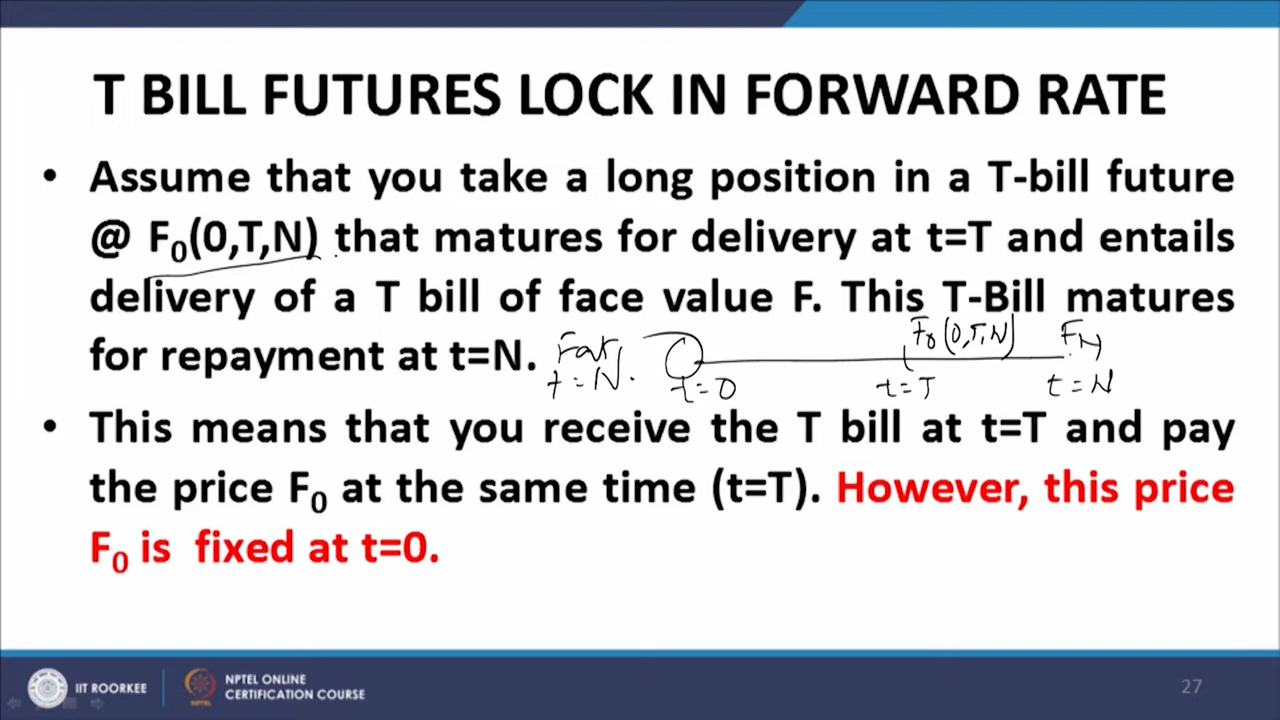 T BILL FUTURES LOCK IN FORWARD RATE
• Assume that you take a long position in a T-bill future
@ F₀(0,T,N) that matures for delivery at t=T and entails
delivery of a T bill of face value F. This T-Bill matures
for repayment at t=N.
F at
t=N.
t=0
F₀(0,T,N)
t=T
F_N
t=N
• This means that you receive the T bill at t=T and pay
the price F₀ at the same time (t=T). However, this price
F₀ is fixed at t=0.
IIT ROORKEE
NPTEL ONLINE
CERTIFICATION COURSE
27